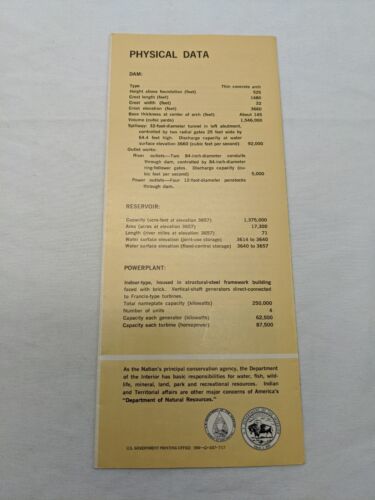 PHYSICAL DATA
DAM:
Type Thin concrete arch
Height above foundation (feet) 525
Crest length (feet) 1480
Crest width (feet) 22
Crest elevation (feet) 3660
Base thickness at center of arch (feet) About 145
Volume (cubic yards) 1,546,000
Spillway: 32-foot-diameter tunnel in left abutment,
controlled by two radial gates 25 feet wide by
64.4 feet high. Discharge capacity at water
surface elevation 3660 (cubic feet per second) 92,000
Outlet works:
River outlets—Two 84-inch-diameter conduits
through dam, controlled by 84-inch-diameter
ring-follower gates. Discharge capacity (cu-
bic feet per second) 5,000
Power outlets—Four 12-foot-diameter penstocks
through dam.
RESERVOIR:
Capacity (acre-feet at elevation 3657) 1,375,000
Area (acres at elevation 3657) 17,300
Length (river miles at elevation 3657) 71
Water surface elevation (joint-use storage) 3614 to 3640
Water surface elevation (flood-control storage) 3640 to 3657
POWERPLANT:
Indoor-type, housed in structural-steel framework building
faced with brick. Vertical-shaft generators direct-connected
to Francis-type turbines.
Total nameplate capacity (kilowatts) 250,000
Number of units 4
Capacity each generator (kilowatts) 62,500
Capacity each turbine (horsepower) 87,500
As the Nation's principal conservation agency, the Department
of the Interior has basic responsibilities for water, fish, wild-
life, mineral, land, park and recreational resources. Indian
and Territorial affairs are other major concerns of America's
"Department of Natural Resources."
U.S. GOVERNMENT PRINTING OFFICE